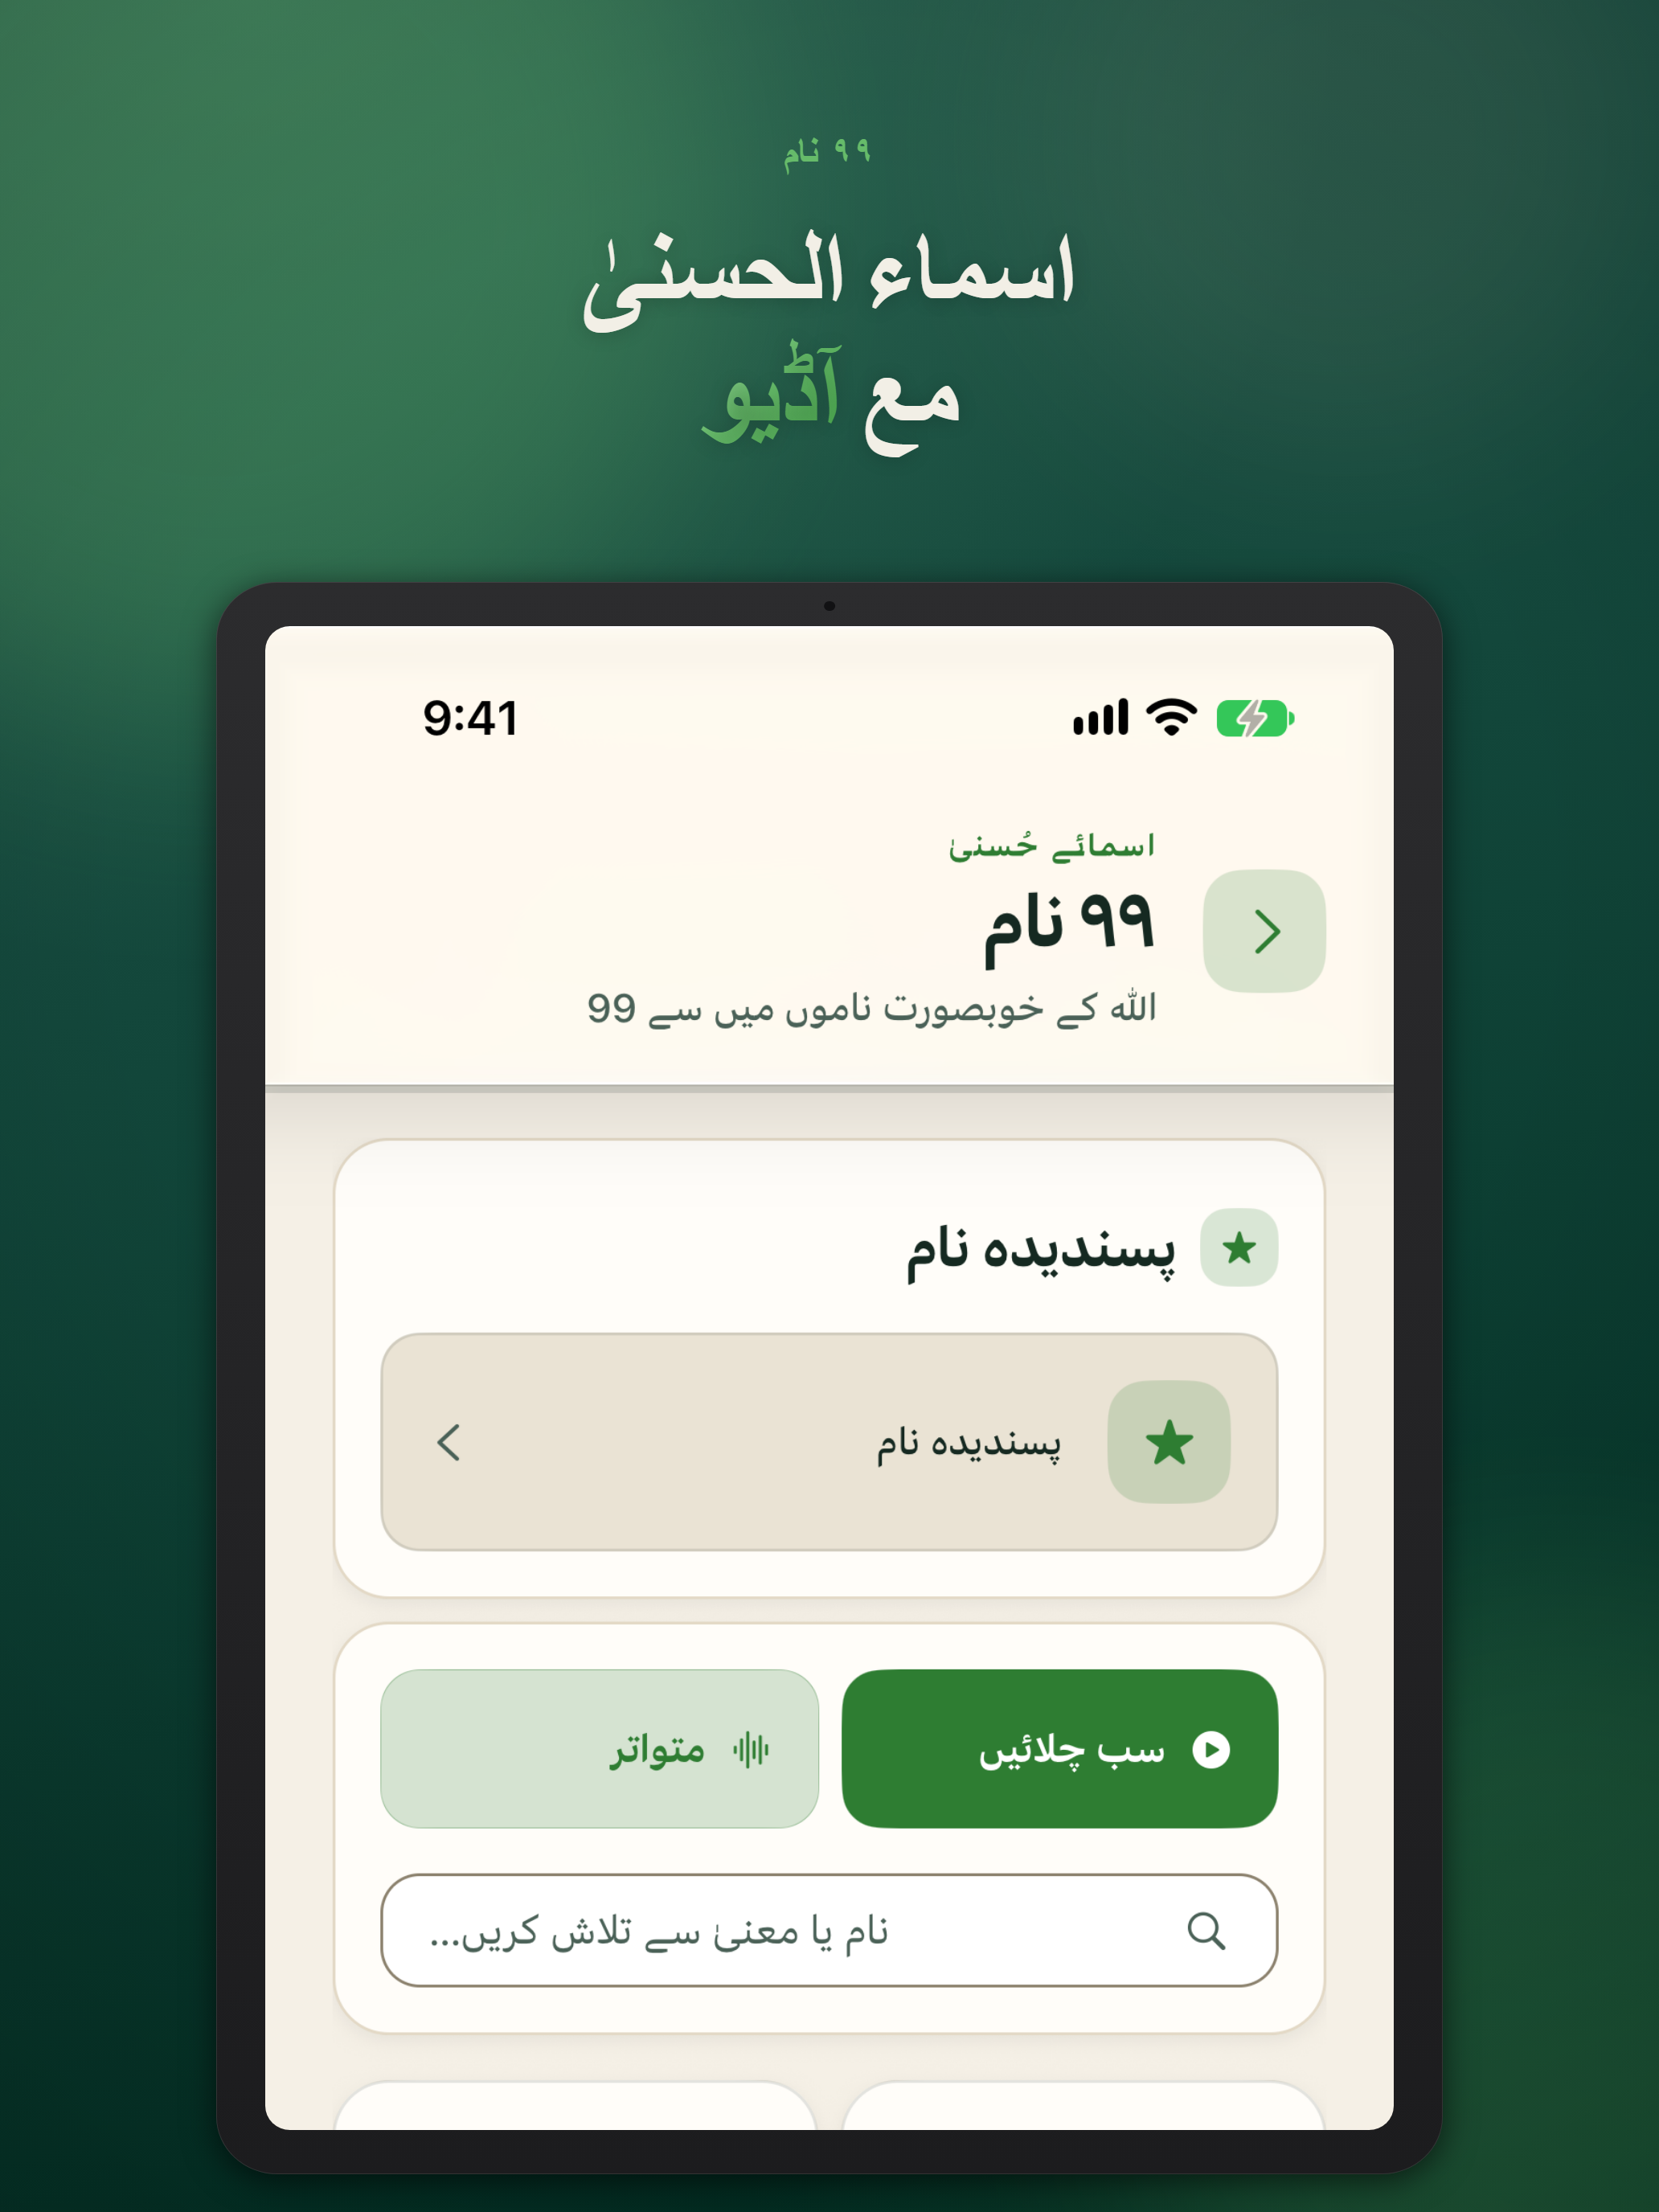 ۹۹ نام
اسماء الحسنیٰ
مع آڈیو
9:41
اسمائے حُسنیٰ
۹۹ نام
اللہ کے خوبصورت ناموں میں سے 99
پسندیدہ نام
پسندیدہ نام
سب چلائیں
متواتر
نام یا معنیٰ سے تلاش کریں...